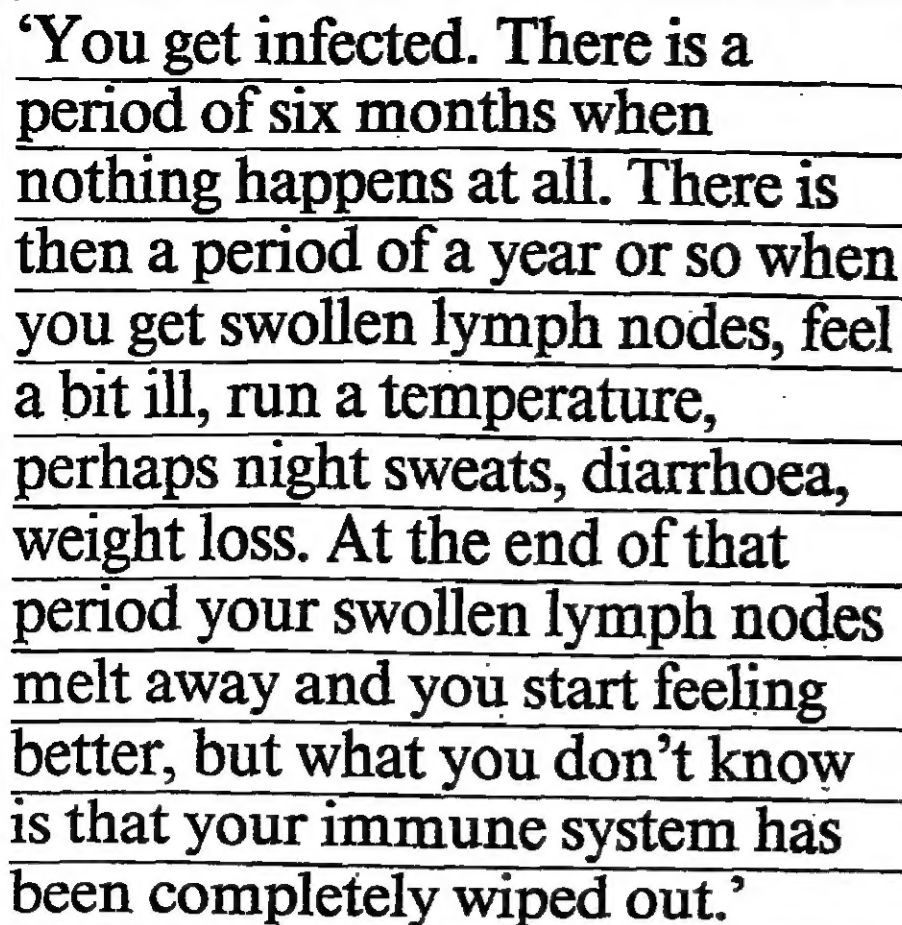 ‘You get infected. There is a
period of six months when
nothing happens at all. There is
then a period of a year or so when
you get swollen lymph nodes, feel
a bit ill, run a temperature,
perhaps night sweats, diarrhoea,
weight loss. At the end of that
period your swollen lymph nodes
melt away and you start feeling
better, but what you don’t know
is that your immune system has
been completely wiped out.’